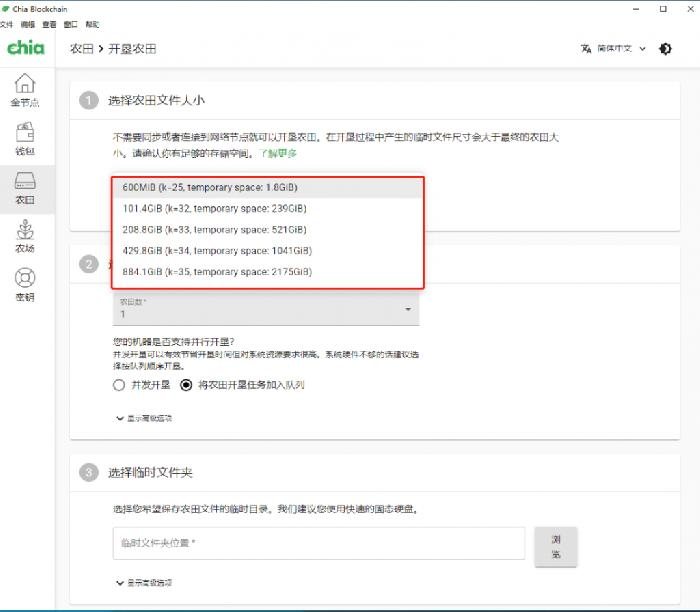 Chia Blockchain
文件 编辑 查看 窗口 帮助
chia
农田 > 开垦农田
简体中文
全节点
钱包
农田
农场
密钥
1 选择农田文件大小
不需要同步或者连接到网络节点就可以开垦农田。在开垦过程中产生的临时文件尺寸会大于最终的农田大
小。请确认你有足够的存储空间。了解更多
600MiB (k=25, temporary space: 1.8GiB)
101.4GiB (k=32, temporary space: 239GiB)
208.8GiB (k=33, temporary space: 521GiB)
429.8GiB (k=34, temporary space: 1041GiB)
884.1GiB (k=35, temporary space: 2175GiB)
2
农田数*
1
您的机器是否支持并行开垦？
并发开垦可以有效节省开垦时间但对系统资源要求很高。系统硬件不够的话建议选
择按队列顺序开垦。
并发开垦 将农田开垦任务加入队列
显示高级选项
3 选择临时文件夹
选择您希望保存农田文件的临时目录。我们建议您使用快速的固态硬盘。
临时文件夹位置*
浏
览
显示高级选项